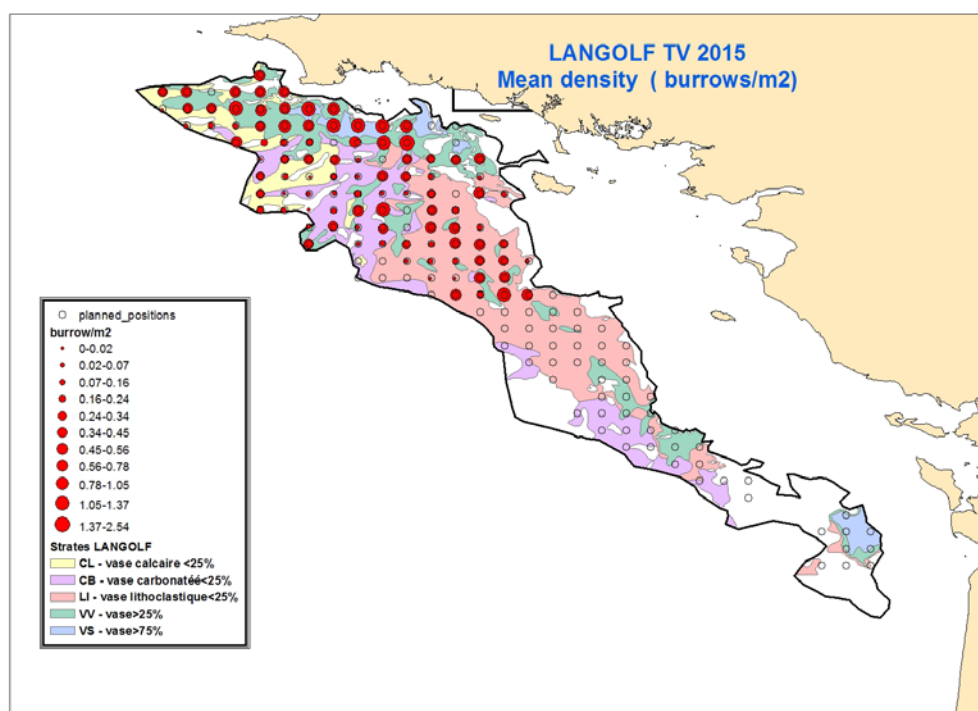 LANGOLF TV 2015
Mean density ( burrows/m2)
planned_positions
burrow/m2
0-0.02
0.02-0.07
0.07-0.16
0.16-0.24
0.24-0.34
0.34-0.45
0.45-0.56
0.56-0.78
0.78-1.05
1.05-1.37
1.37-2.54
Strates LANGOLF
CL - vase calcaire <25%
CB - vase carbonatéé<25%
LI - vase lithoclastique<25%
VV - vase>25%
VS - vase>75%